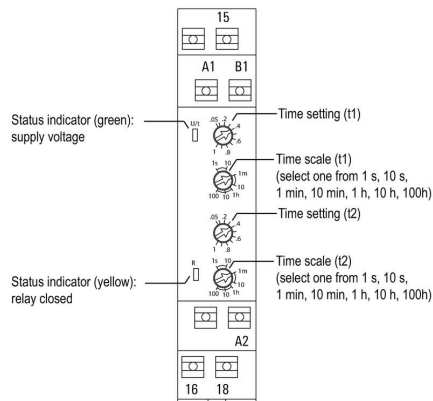 15
A1 B1
Status indicator (green):
supply voltage
U/t
.05 .2 .4 .6 .8 1
Time setting (t1)
1s 10 1m 10 1h 10 100
Time scale (t1)
(select one from 1 s, 10 s,
1 min, 10 min, 1 h, 10 h, 100h)
.05 .2 .4 .6 .8 1
Time setting (t2)
Status indicator (yellow):
relay closed
R
1s 10 1m 10 1h 10 100
Time scale (t2)
(select one from 1 s, 10 s,
1 min, 10 min, 1 h, 10 h, 100h)
A2
16 18